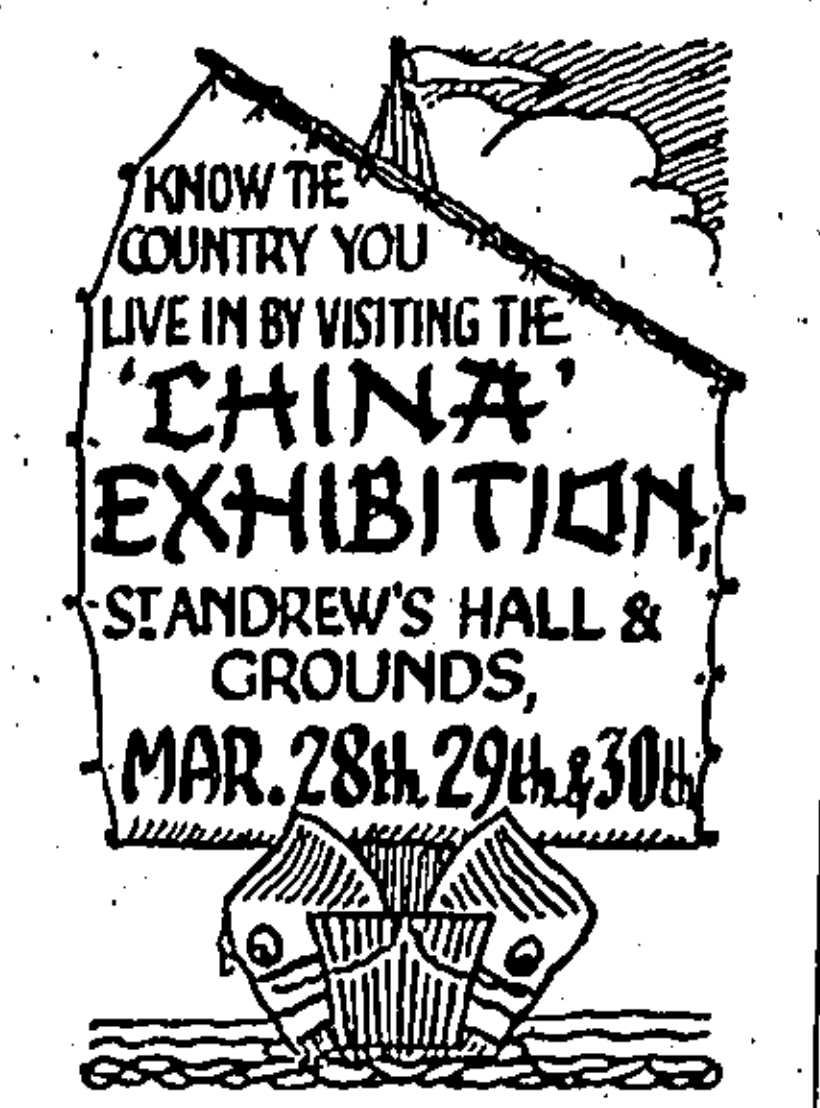 KNOW THE
COUNTRY YOU
LIVE IN BY VISITING THE
'CHINA'
EXHIBITION,
ST ANDREW'S HALL &
GROUNDS,
MAR. 28th 29th & 30th